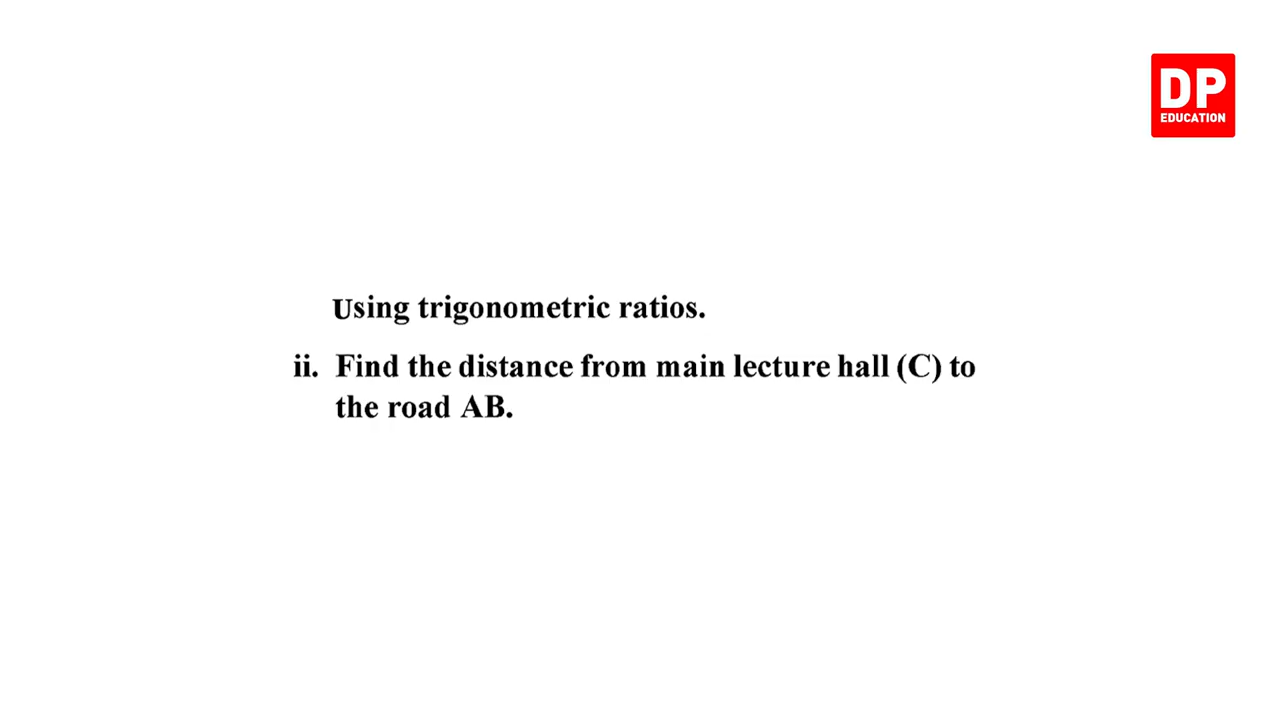 DP
EDUCATION
Using trigonometric ratios.
ii. Find the distance from main lecture hall (C) to
the road AB.